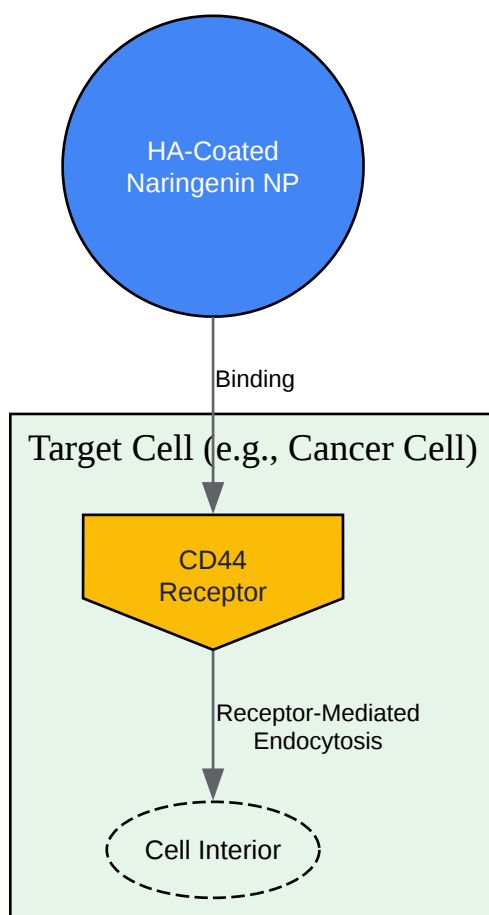 HA-Coated
Naringenin NP
Binding
Target Cell (e.g., Cancer Cell)
CD44
Receptor
Receptor-Mediated
Endocytosis
Cell Interior